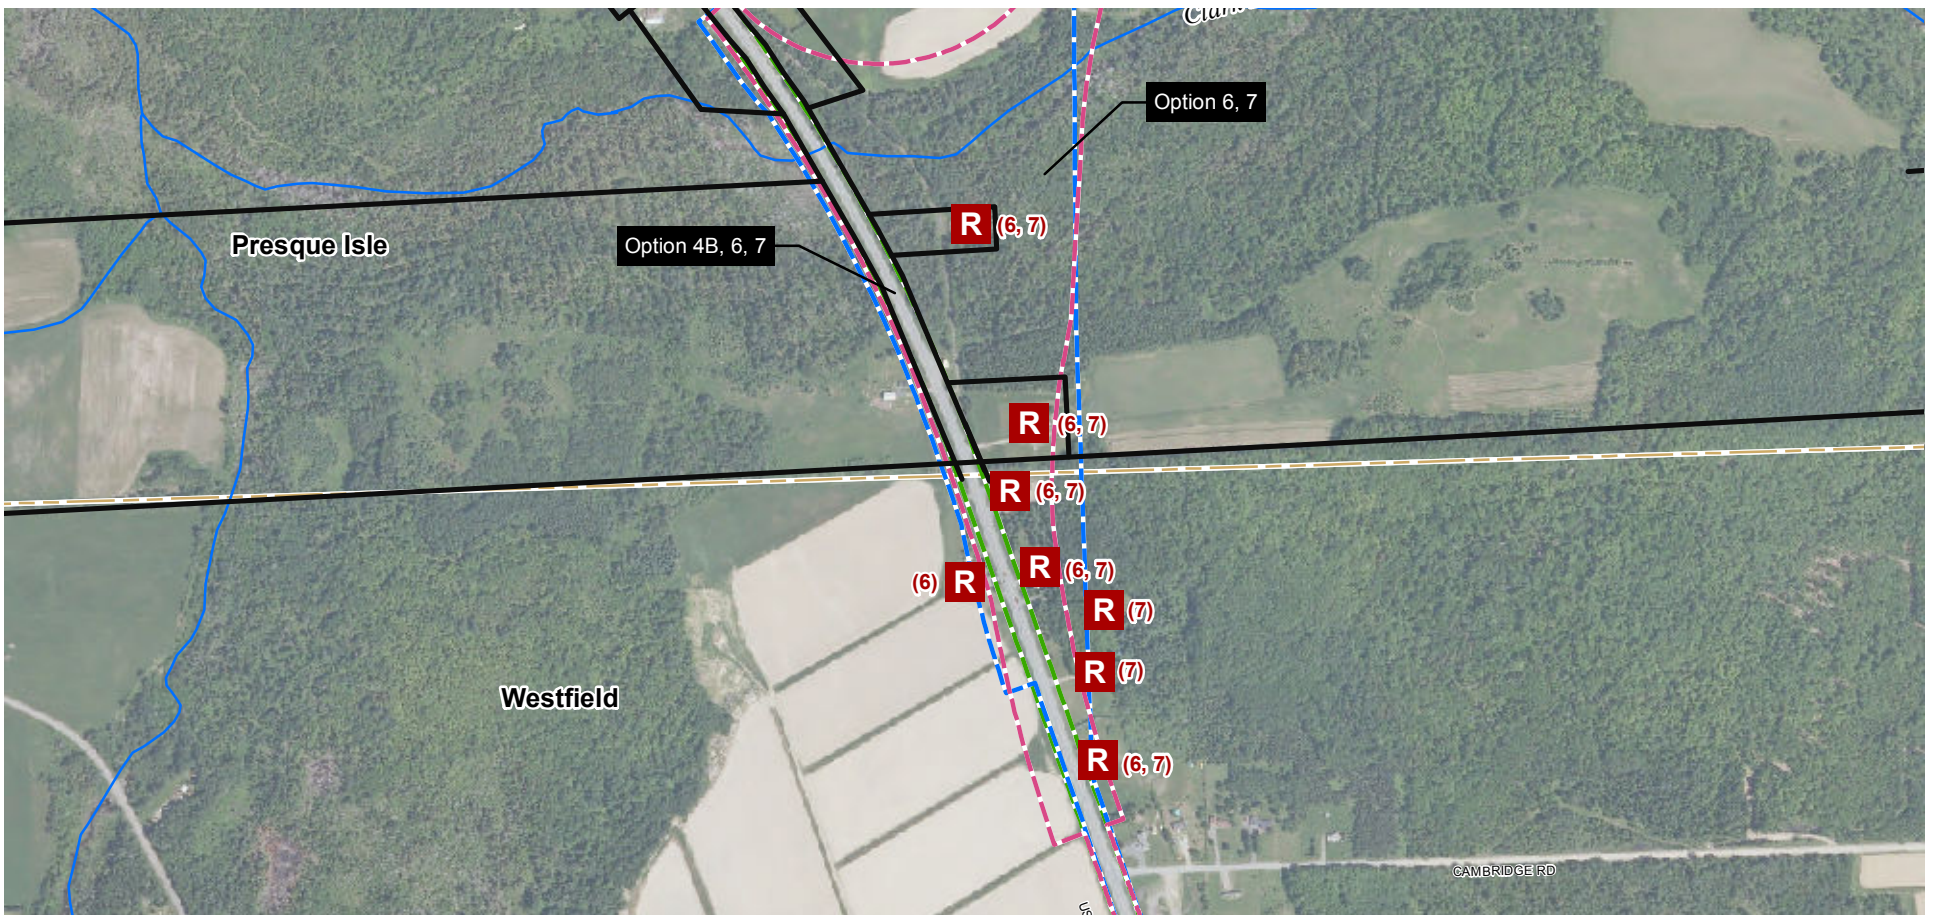 Option 6, 7
R (6, 7)
Presque Isle
Option 4B, 6, 7
R (6, 7)
R (6, 7)
R (6, 7)
(6) R
R (7)
R (7)
Westfield
R (6, 7)
CAMBRIDGE RD
US